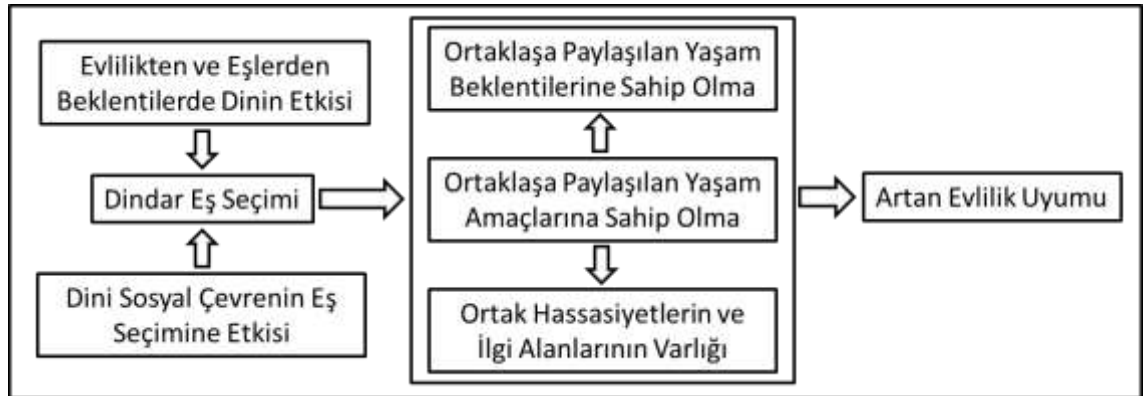 Evlilikten ve Eşlerden
Beklentilerde Dinin Etkisi
Dindar Eş Seçimi
Dini Sosyal Çevrenin Eş
Seçimine Etkisi
Ortaklaşa Paylaşılan Yaşam
Beklentilerine Sahip Olma
Ortaklaşa Paylaşılan Yaşam
Amaçlarına Sahip Olma
Ortak Hassasiyetlerin ve
İlgi Alanlarının Varlığı
Artan Evlilik Uyumu